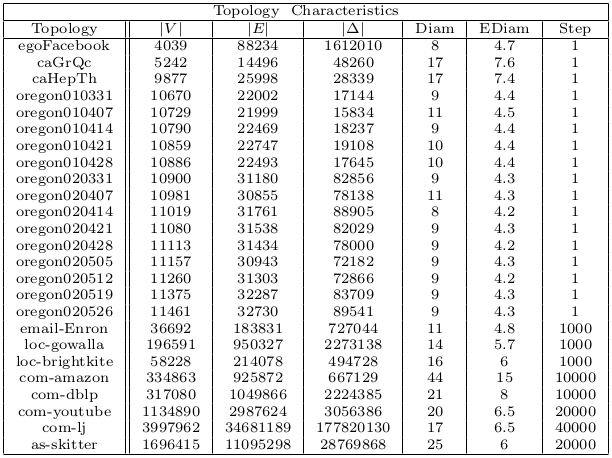 Topology Characteristics
Topology |V| |E| |Δ| Diam EDiam Step
egoFacebook 4039 88234 1612010 8 4.7 1
caGrQc 5242 14496 48260 17 7.6 1
caHepTh 9877 25998 28339 17 7.4 1
oregon010331 10670 22002 17144 9 4.4 1
oregon010407 10729 21999 15834 11 4.5 1
oregon010414 10790 22469 18237 9 4.4 1
oregon010421 10859 22747 19108 10 4.4 1
oregon010428 10886 22493 17645 10 4.4 1
oregon020331 10900 31180 82856 9 4.3 1
oregon020407 10981 30855 78138 11 4.3 1
oregon020414 11019 31761 88905 8 4.2 1
oregon020421 11080 31538 82029 9 4.3 1
oregon020428 11113 31434 78000 9 4.2 1
oregon020505 11157 30943 72182 9 4.3 1
oregon020512 11260 31303 72866 9 4.2 1
oregon020519 11375 32287 83709 9 4.3 1
oregon020526 11461 32730 89541 9 4.3 1
email-Enron 36692 183831 727044 11 4.8 1000
loc-gowalla 196591 950327 2273138 14 5.7 1000
loc-brightkite 58228 214078 494728 16 6 1000
com-amazon 334863 925872 667129 44 15 10000
com-dblp 317080 1049866 2224385 21 8 10000
com-youtube 1134890 2987624 3056386 20 6.5 20000
com-lj 3997962 34681189 177820130 17 6.5 40000
as-skitter 1696415 11095298 28769868 25 6 20000